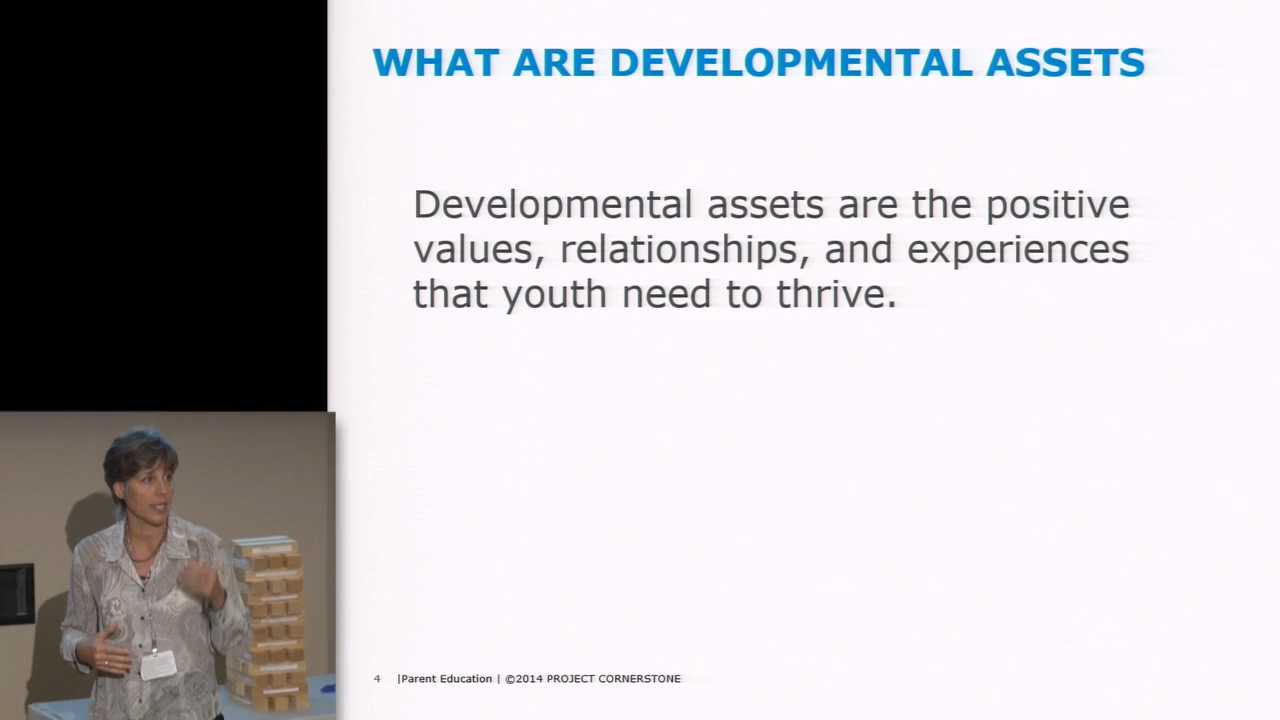 WHAT ARE DEVELOPMENTAL ASSETS
Developmental assets are the positive
values, relationships, and experiences
that youth need to thrive.
4 |Parent Education | ©2014 PROJECT CORNERSTONE